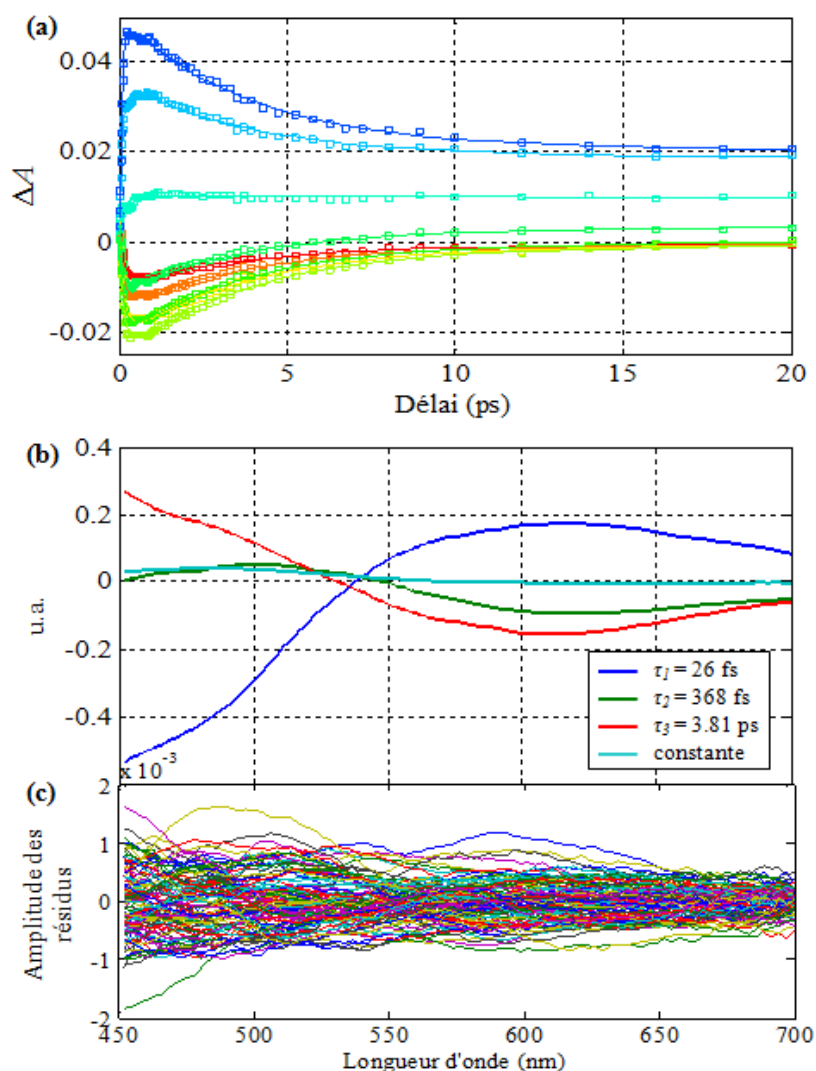 (a)
0.04
0.02
0
-0.02
ΔA
0 5 10 15 20
Délai (ps)
(b)
0.4
0.2
0
-0.2
-0.4
u.a.
τ1 = 26 fs
τ2 = 368 fs
τ3 = 3.81 ps
constante
x 10-3
(c)
2
1
0
-1
-2
Amplitude des
résidus
450 500 550 600 650 700
Longueur d'onde (nm)